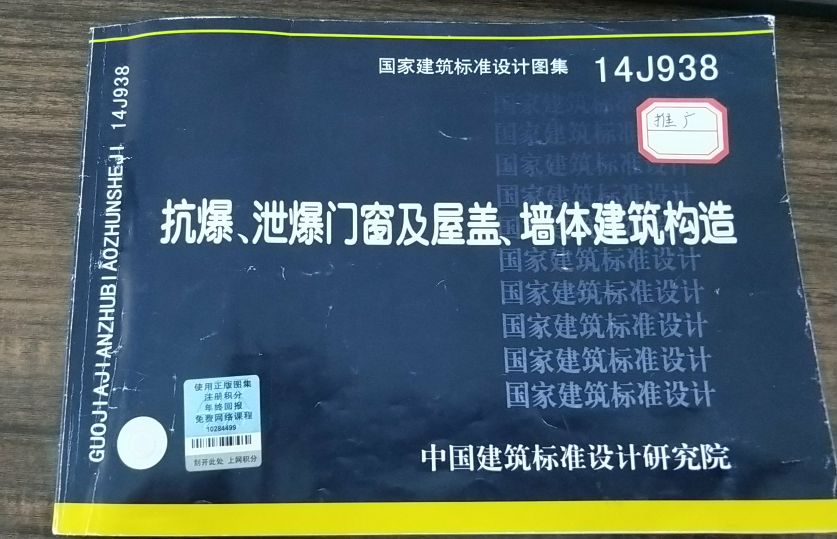 国家建筑标准设计图集 14J938
推广
抗爆、泄爆门窗及屋盖、墙体建筑构造
国家建筑标准设计
国家建筑标准设计
国家建筑标准设计
国家建筑标准设计
国家建筑标准设计
使用正版图集
注册积分
年终回报
免费网络课程
10284499
刮开此处 上网积分
中国建筑标准设计研究院
GUOJIAJIANZHUBIAOZHUNSHEJI 14J938